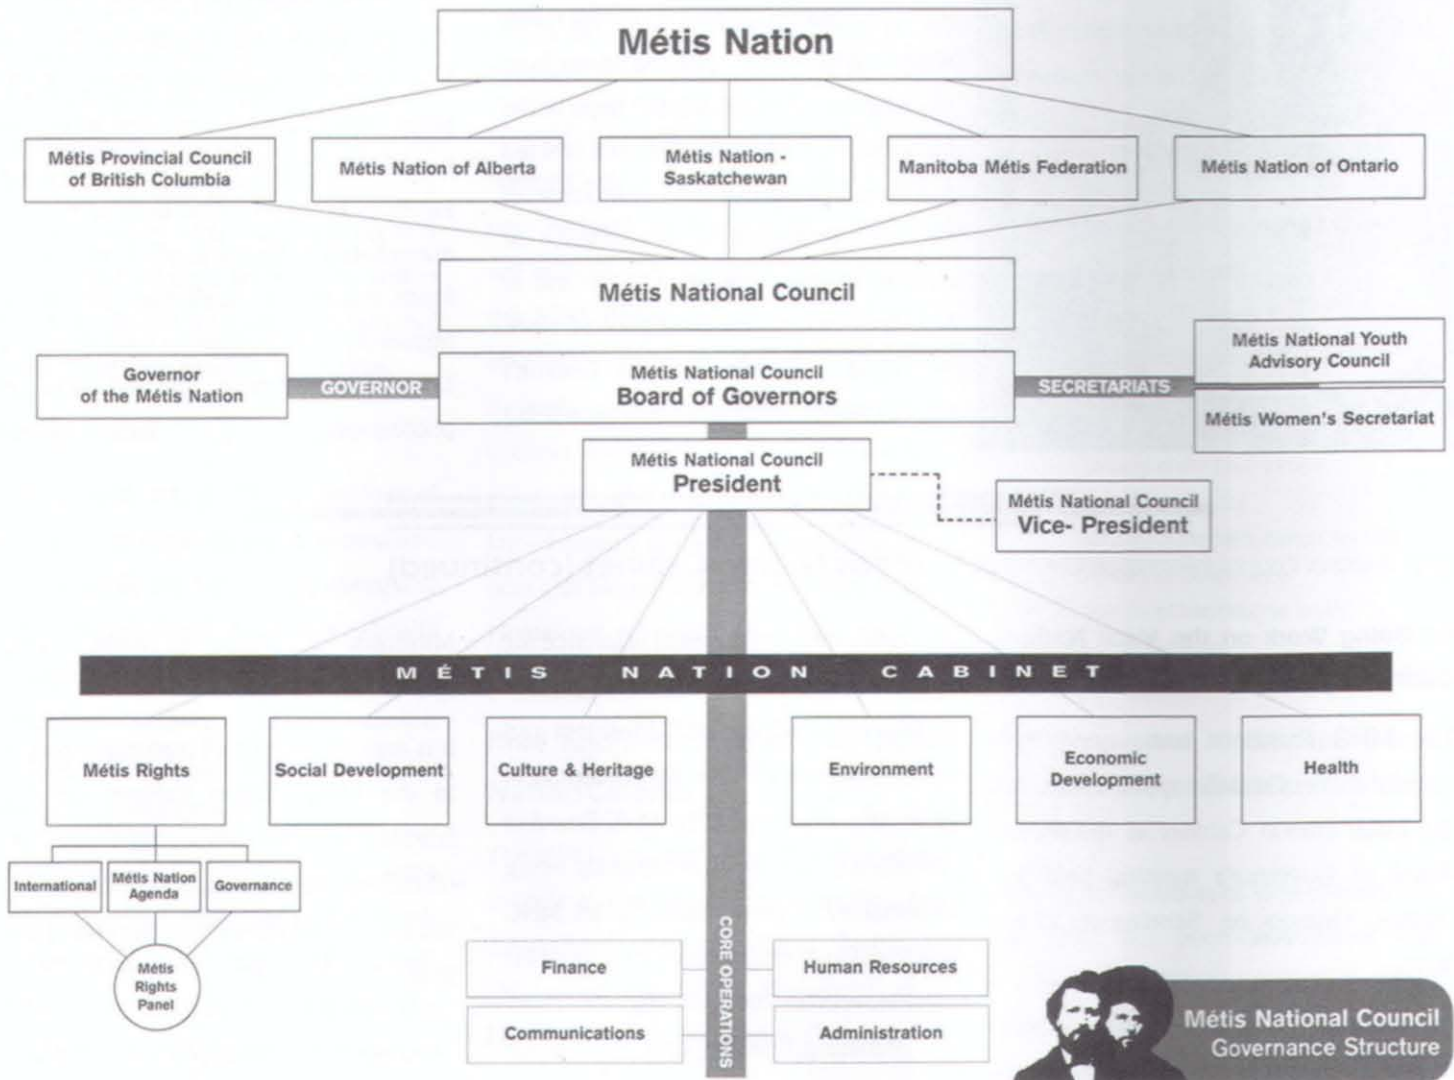 Métis Nation
Métis Provincial Council
of British Columbia
Métis Nation of Alberta
Métis Nation -
Saskatchewan
Manitoba Métis Federation
Métis Nation of Ontario
Métis National Council
Governor
of the Métis Nation
GOVERNOR
Métis National Council
Board of Governors
SECRETARIATS
Métis National Youth
Advisory Council
Métis Women's Secretariat
Métis National Council
President
Métis National Council
Vice- President
MÉTIS NATION CABINET
Métis Rights
Social Development
Culture & Heritage
Environment
Economic
Development
Health
International
Métis Nation
Agenda
Governance
Métis
Rights
Panel
CORE OPERATIONS
Finance
Human Resources
Communications
Administration
Métis National Council
Governance Structure